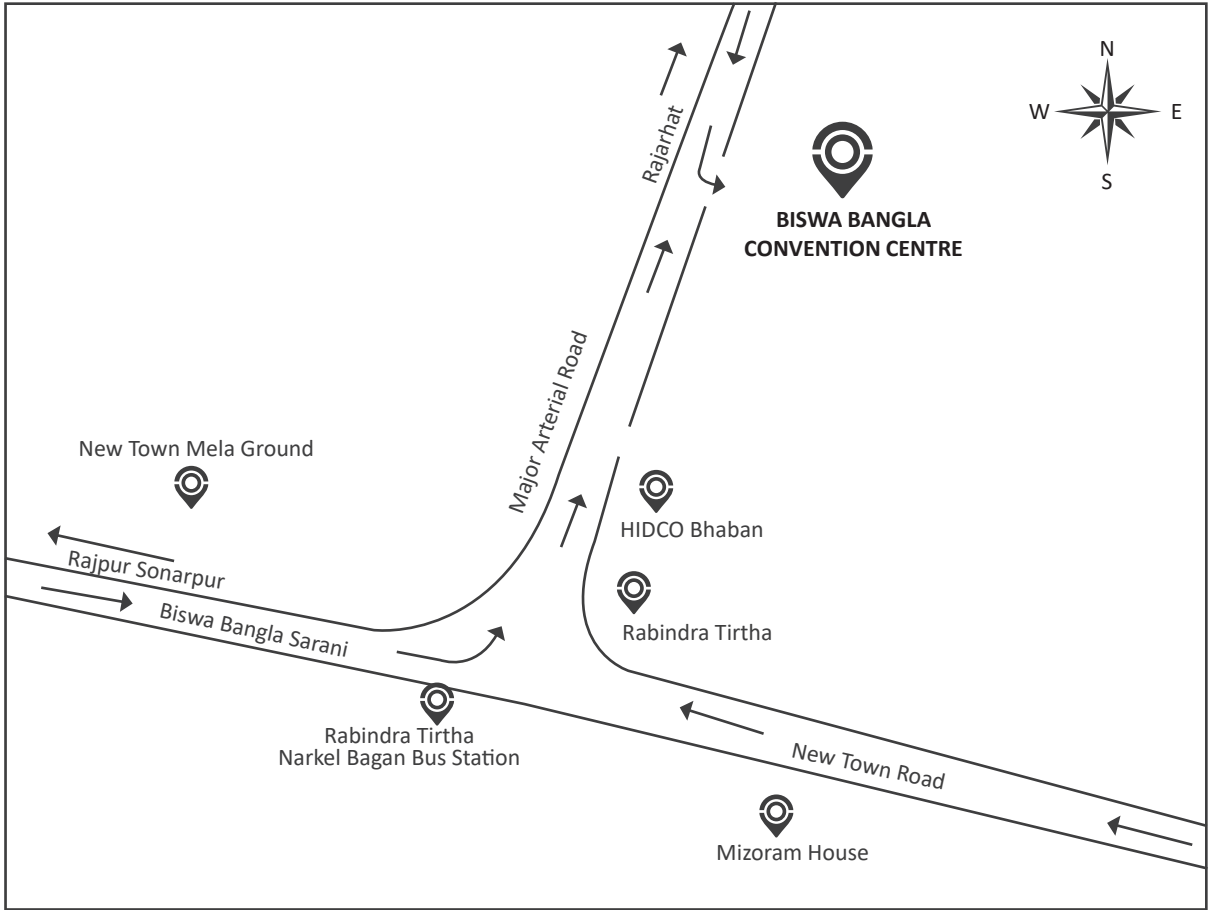 N
W
E
S
Rajarhat
BISWA BANGLA
CONVENTION CENTRE
Major Arterial Road
New Town Mela Ground
HIDCO Bhaban
Rajpur Sonarpur
Biswa Bangla Sarani
Rabindra Tirtha
Rabindra Tirtha
Narkel Bagan Bus Station
New Town Road
Mizoram House